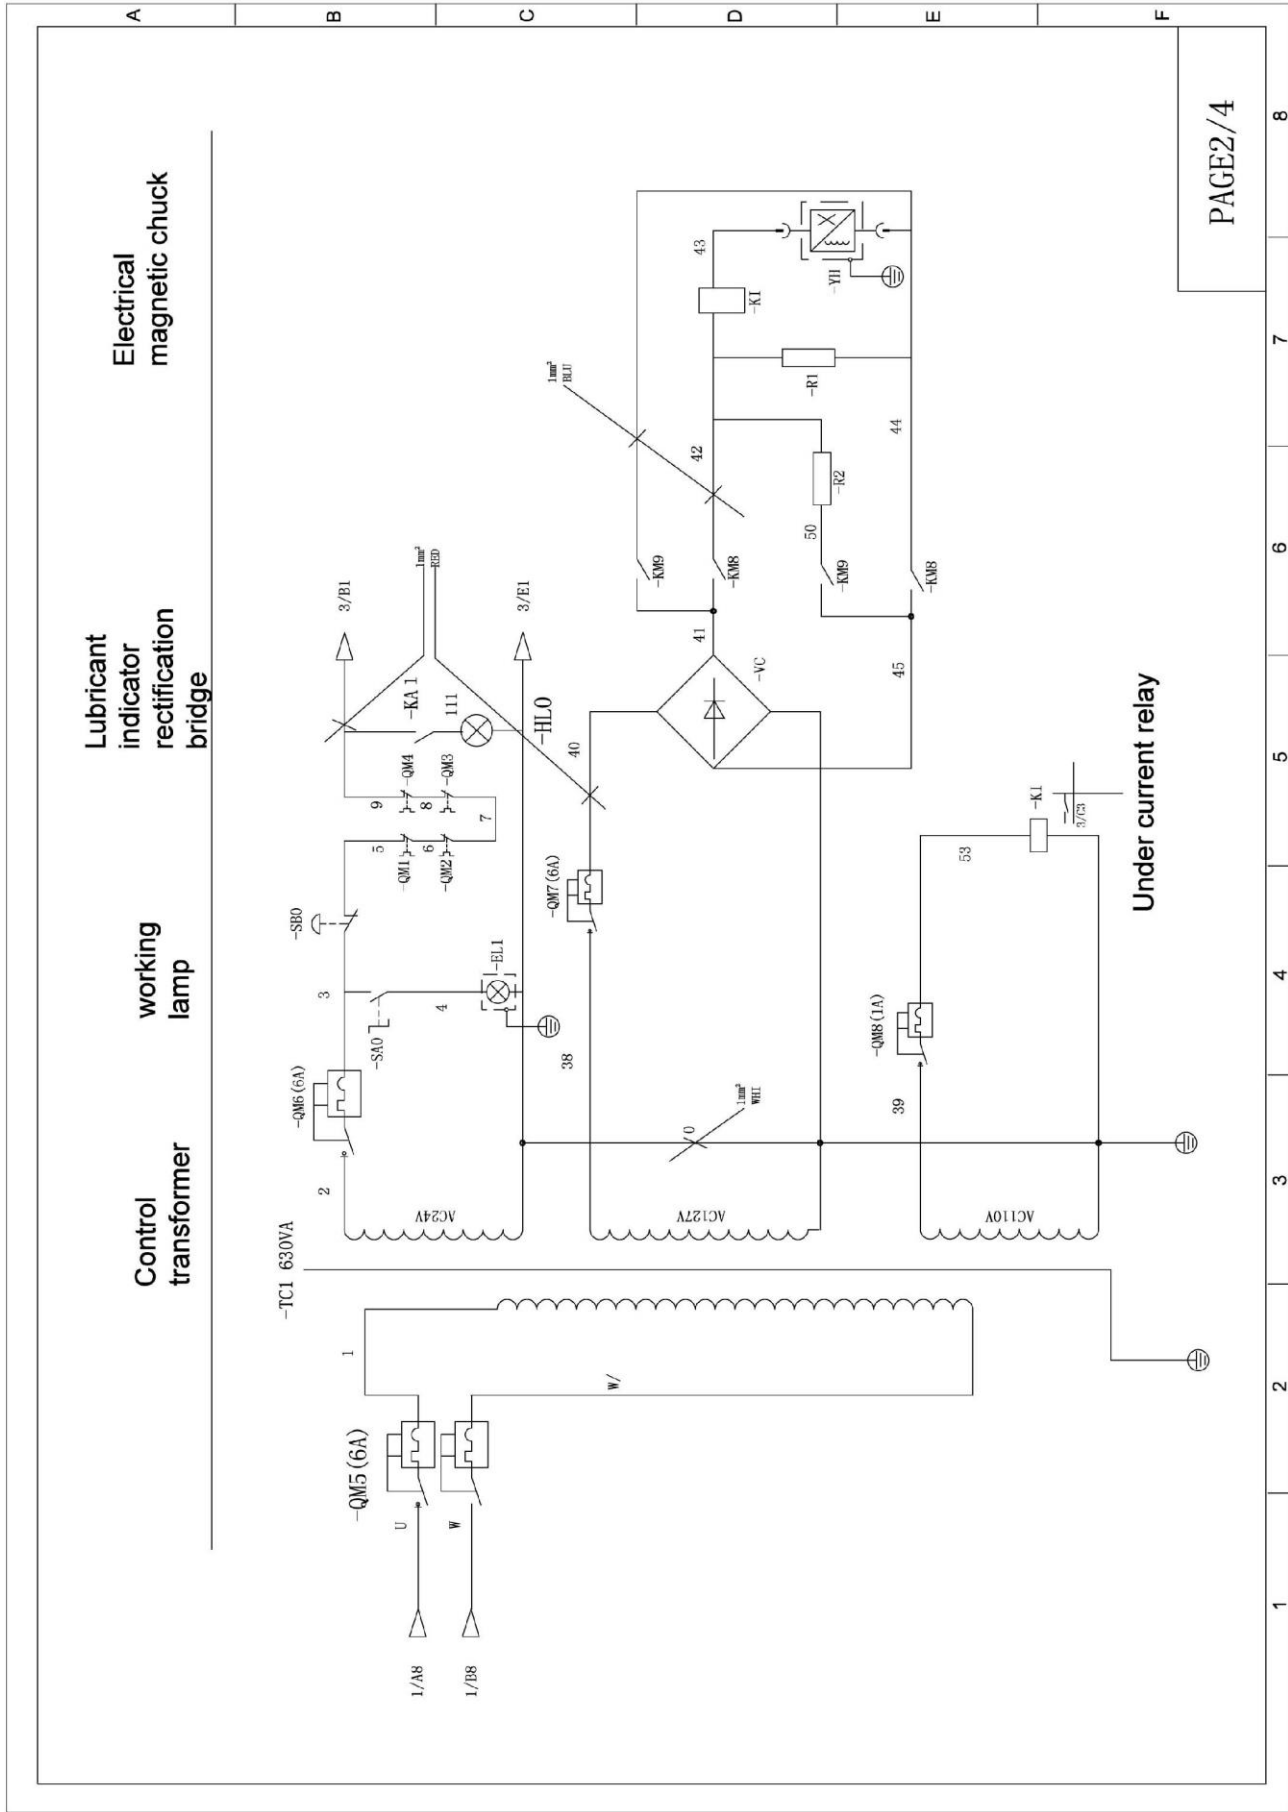 A
B
C
D
E
F
Control
transformer
working
lamp
Lubricant
indicator
rectification
bridge
Electrical
magnetic chuck
-TC1 630VA
-QM5(6A)
1/A8
U
1/B8
W
1
W/
2
-QM6(6A)
3
-SB0
-SA0
4
-EL1
5
-QM1
6
-QM2
7
9
-QM4
8
-QM3
-KA 1
111
-HL0
3/B1
1mm²
RED
3/E1
AC24V
38
-QM7(6A)
40
AC127V
0
1mm²
WHI
-VC
41
45
-KM9
-KM8
50
-KM9
-KM8
42
1mm²
BLU
-R2
-R1
44
-KI
43
-YH
X
AC110V
39
-QM8(1A)
53
-K1
3/C3
Under current relay
PAGE2/4
1
2
3
4
5
6
7
8